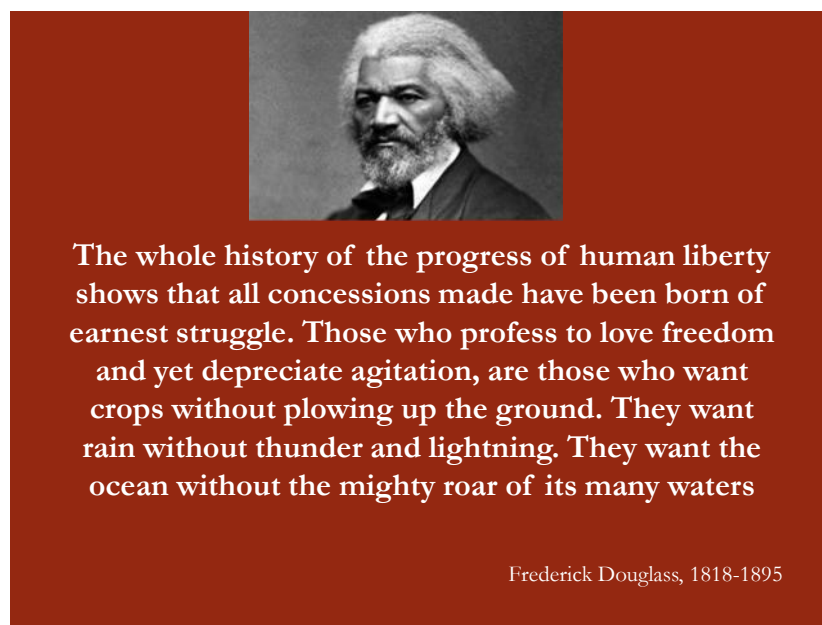 The whole history of the progress of human liberty
shows that all concessions made have been born of
earnest struggle. Those who profess to love freedom
and yet depreciate agitation, are those who want
crops without plowing up the ground. They want
rain without thunder and lightning. They want the
ocean without the mighty roar of its many waters
Frederick Douglass, 1818-1895